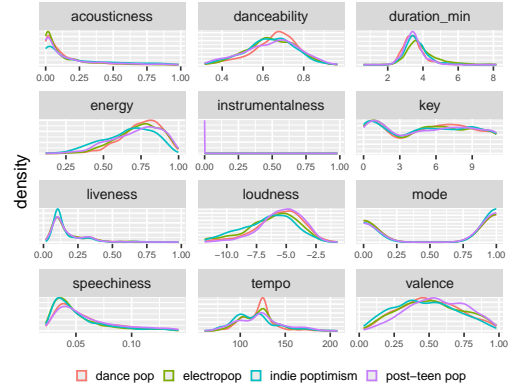 acousticness danceability duration_min
0.00 0.25 0.50 0.75 1.00 0.4 0.6 0.8 2 4 6 8
energy instrumentalness key
0.25 0.50 0.75 1.00 0.00 0.25 0.50 0.75 1.00 0 3 6 9
liveness loudness mode
0.00 0.25 0.50 0.75 1.00 −10.0 −7.5 −5.0 −2.5 0.00 0.25 0.50 0.75 1.00
speechiness tempo valence
0.05 0.10 100 150 200 0.00 0.25 0.50 0.75 1.00
density
dance pop electropop indie poptimism post−teen pop